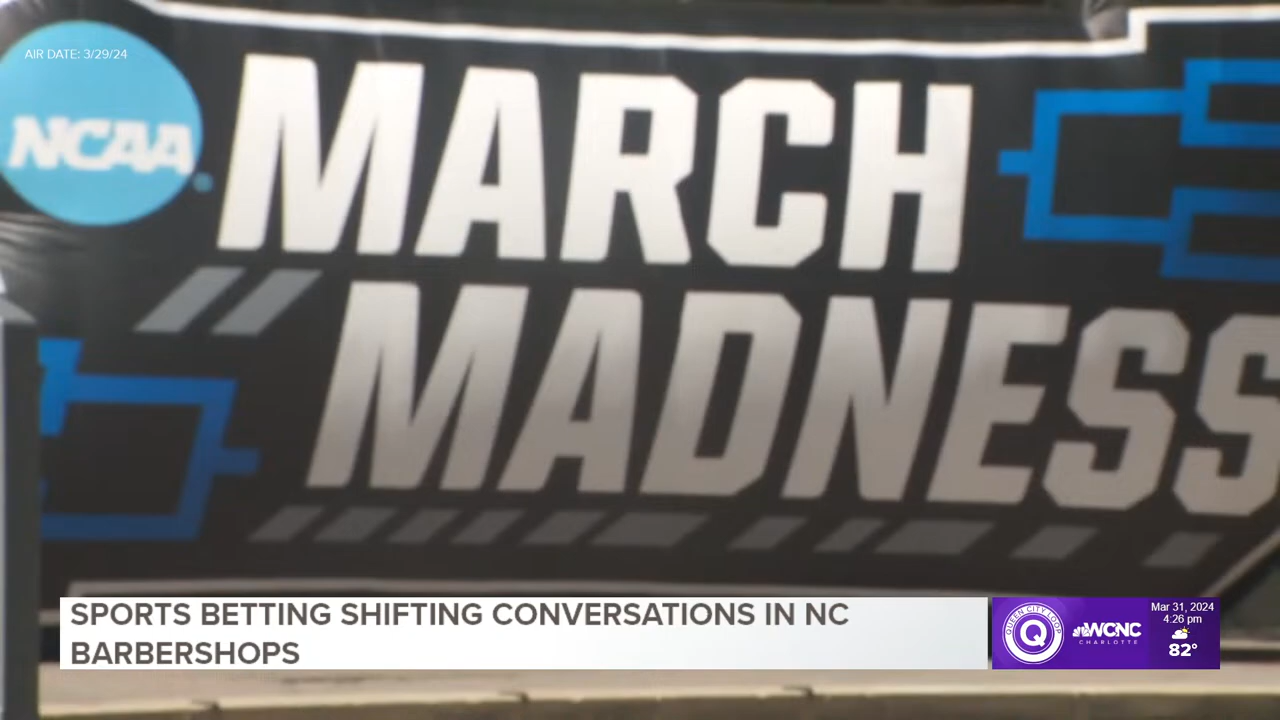 AIR DATE: 3/29/24
NCAA
MARCH
MADNESS
SPORTS BETTING SHIFTING CONVERSATIONS IN NC
BARBERSHOPS
QUEEN CITY LOOP
Q
WCNC
CHARLOTTE
Mar 31, 2024
4:26 pm
82°